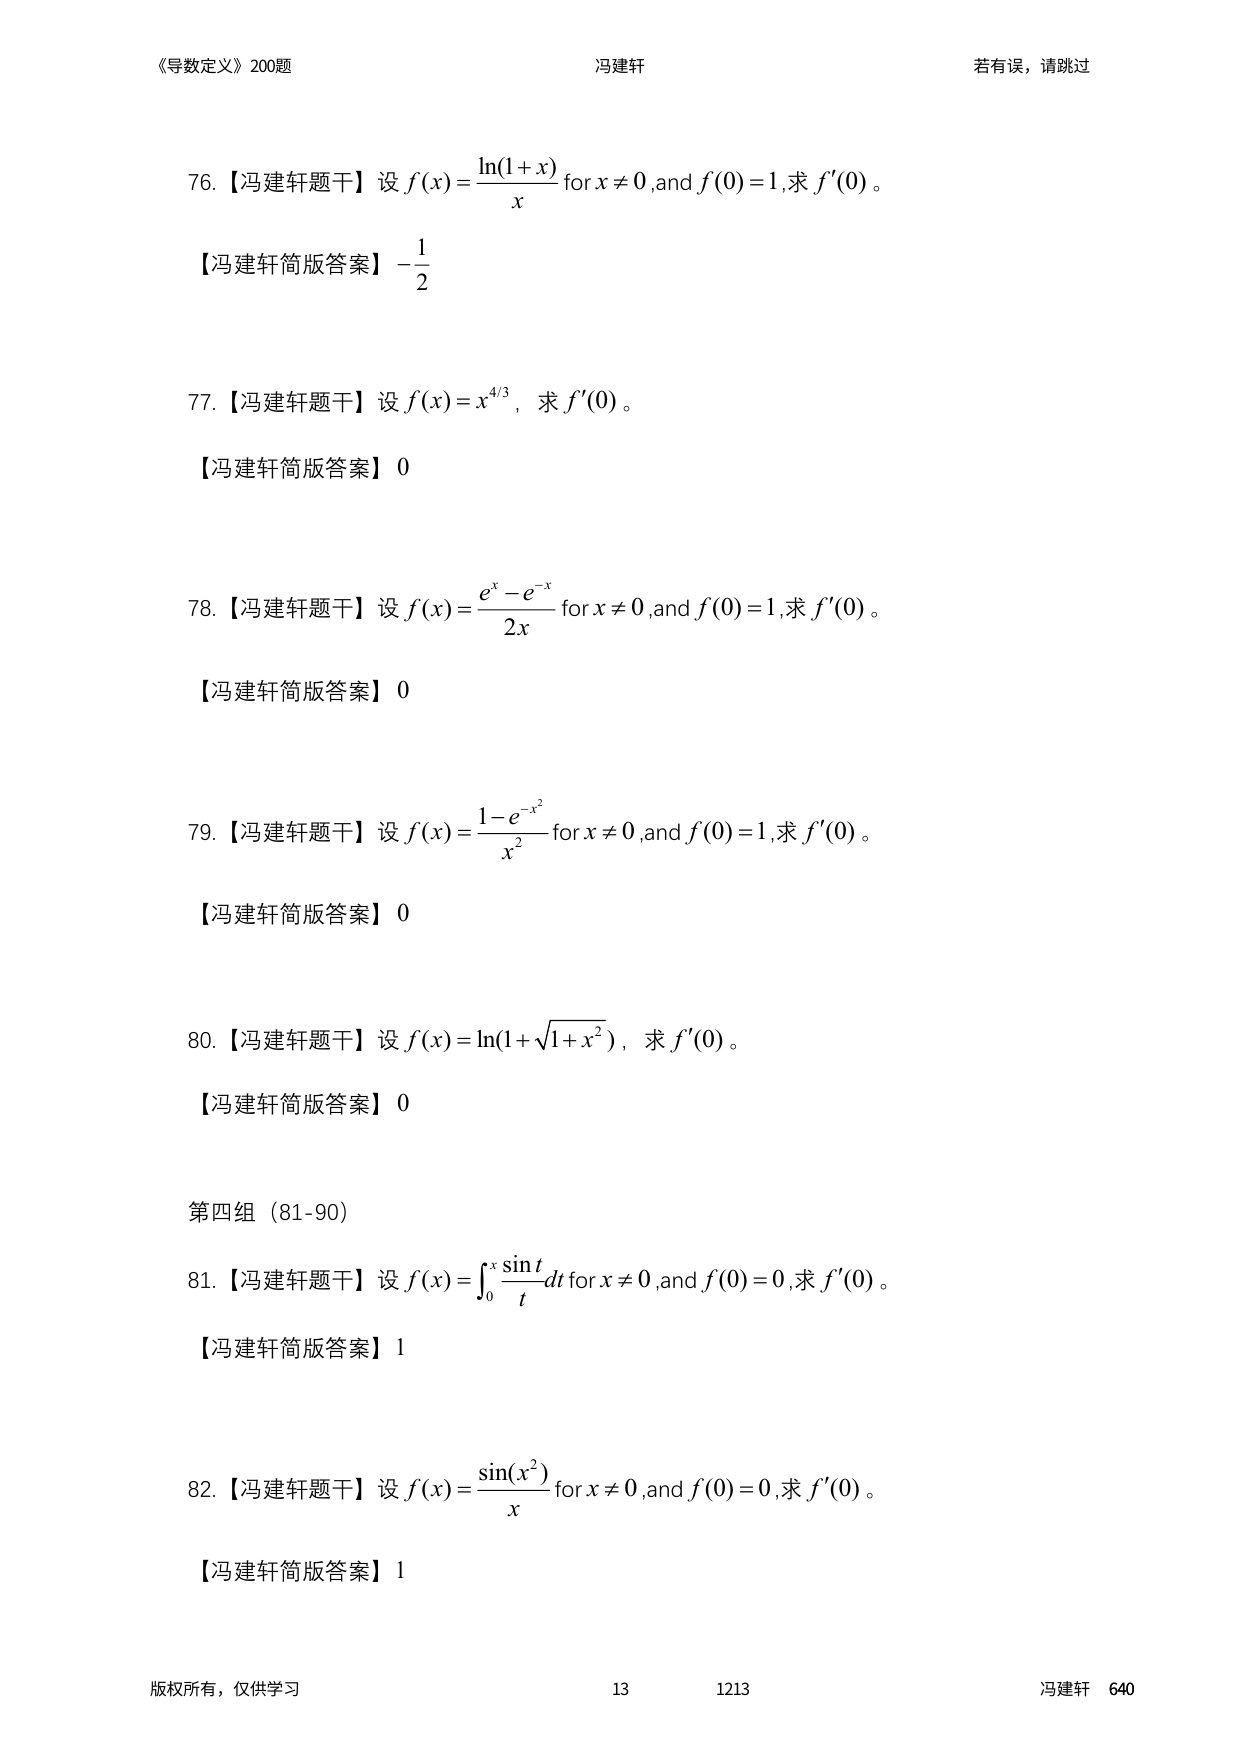 《导数定义》200题 冯建轩 若有误，请跳过
76.【冯建轩题干】设 f(x) = ln(1+x)/x for x ≠ 0 ,and f(0) = 1 ,求 f′(0) 。
【冯建轩简版答案】 −1/2
77.【冯建轩题干】设 f(x) = x^{4/3} ，求 f′(0) 。
【冯建轩简版答案】 0
78.【冯建轩题干】设 f(x) = (e^x − e^{−x})/2x for x ≠ 0 ,and f(0) = 1 ,求 f′(0) 。
【冯建轩简版答案】 0
79.【冯建轩题干】设 f(x) = (1 − e^{−x^2})/x^2 for x ≠ 0 ,and f(0) = 1 ,求 f′(0) 。
【冯建轩简版答案】 0
80.【冯建轩题干】设 f(x) = ln(1 + √(1 + x^2)) ，求 f′(0) 。
【冯建轩简版答案】 0
第四组（81-90）
81.【冯建轩题干】设 f(x) = ∫_0^x (sin t/t) dt for x ≠ 0 ,and f(0) = 0 ,求 f′(0) 。
【冯建轩简版答案】 1
82.【冯建轩题干】设 f(x) = sin(x^2)/x for x ≠ 0 ,and f(0) = 0 ,求 f′(0) 。
【冯建轩简版答案】 1
版权所有，仅供学习 13 1213 冯建轩 640